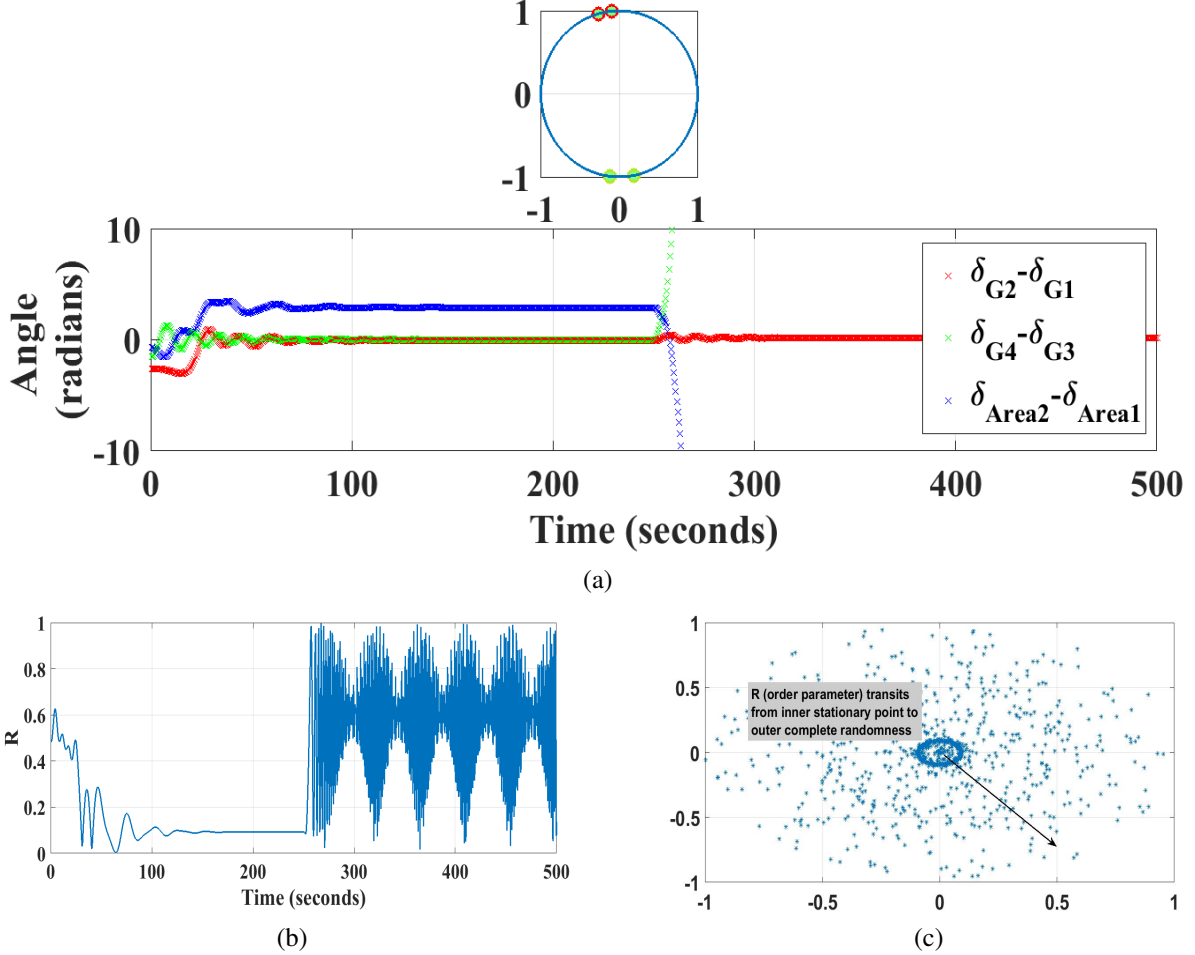 1
0
-1
-1 0 1
10
0
-10
Angle
(radians)
δG2-δG1
δG4-δG3
δArea2-δArea1
0 100 200 300 400 500
Time (seconds)
(a)
1
0.8
0.6
0.4
0.2
0
R
0 100 200 300 400 500
Time (seconds)
(b)
1
0.5
0
-0.5
-1
R (order parameter) transits
from inner stationary point to
outer complete randomness
-1 -0.5 0 0.5 1
(c)